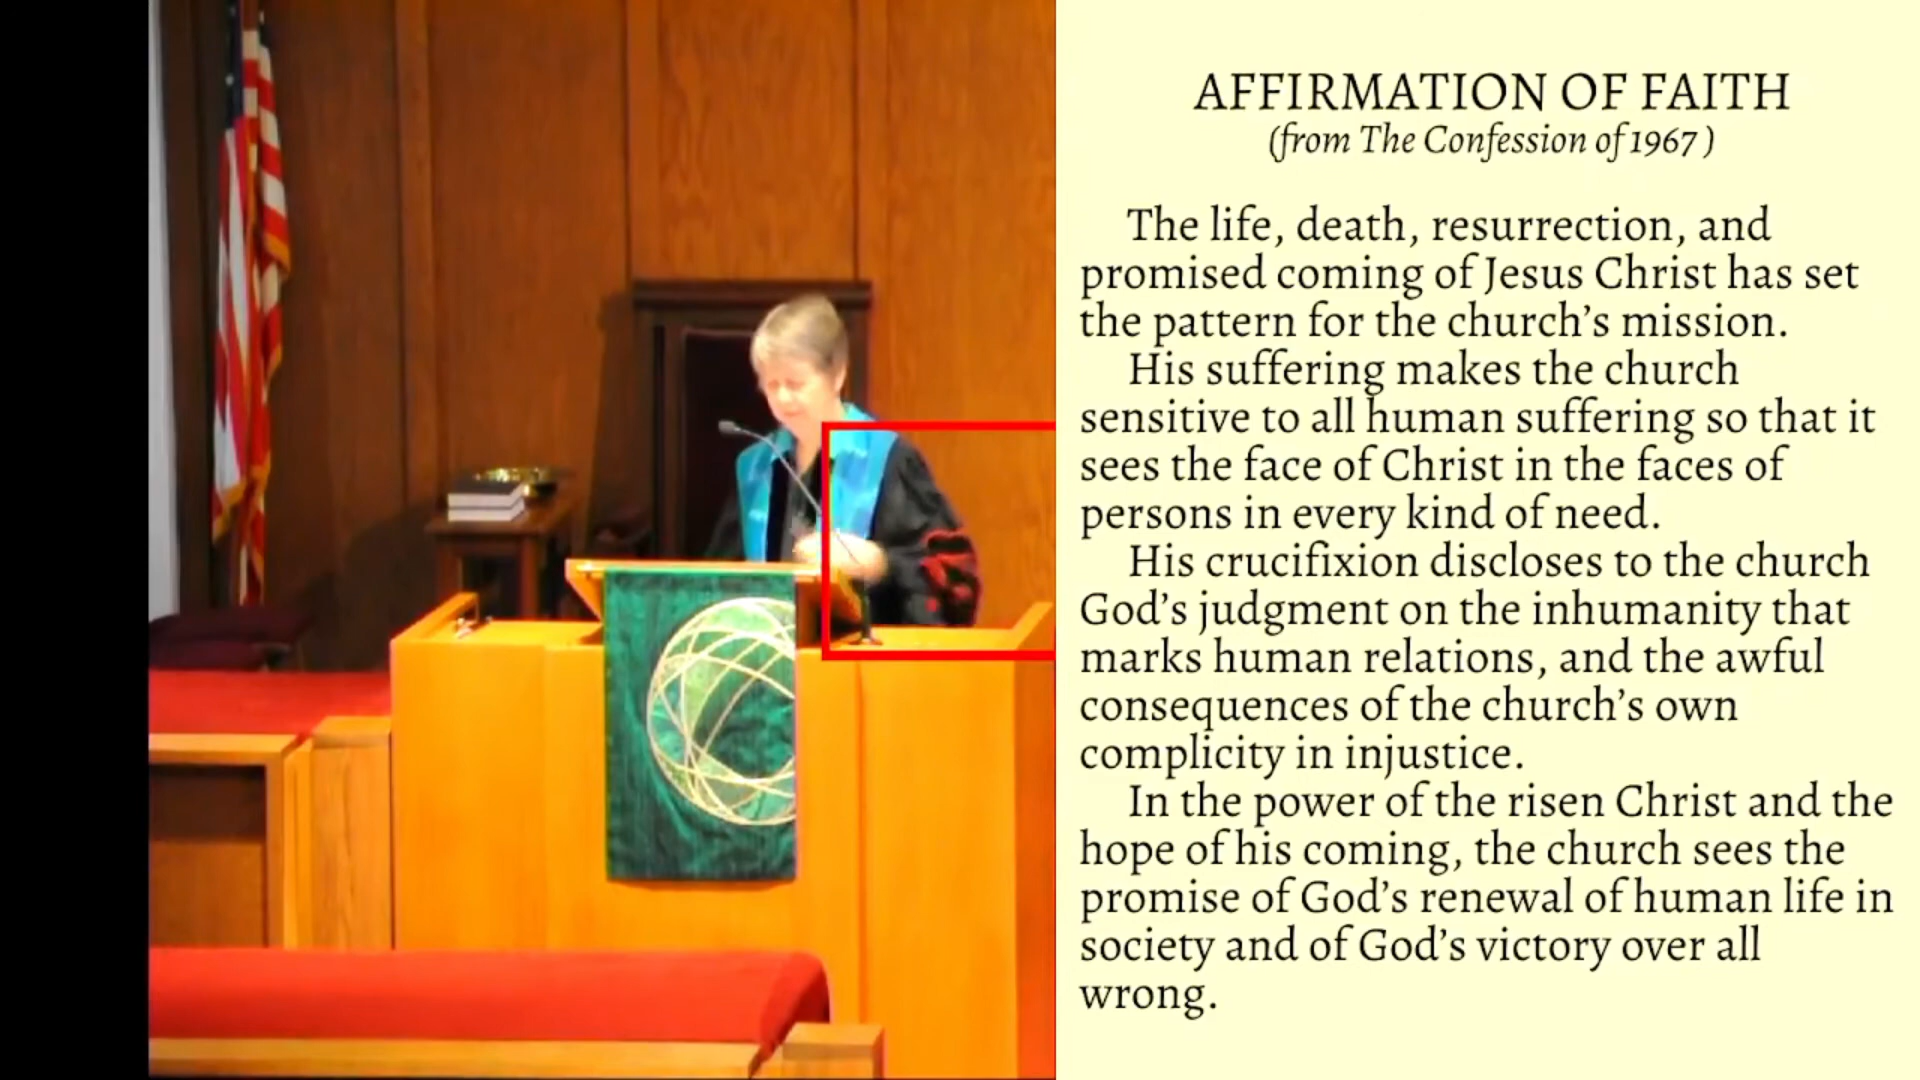 AFFIRMATION OF FAITH
(from The Confession of 1967 )
The life, death, resurrection, and
promised coming of Jesus Christ has set
the pattern for the church’s mission.
His suffering makes the church
sensitive to all human suffering so that it
sees the face of Christ in the faces of
persons in every kind of need.
His crucifixion discloses to the church
God’s judgment on the inhumanity that
marks human relations, and the awful
consequences of the church’s own
complicity in injustice.
In the power of the risen Christ and the
hope of his coming, the church sees the
promise of God’s renewal of human life in
society and of God’s victory over all
wrong.